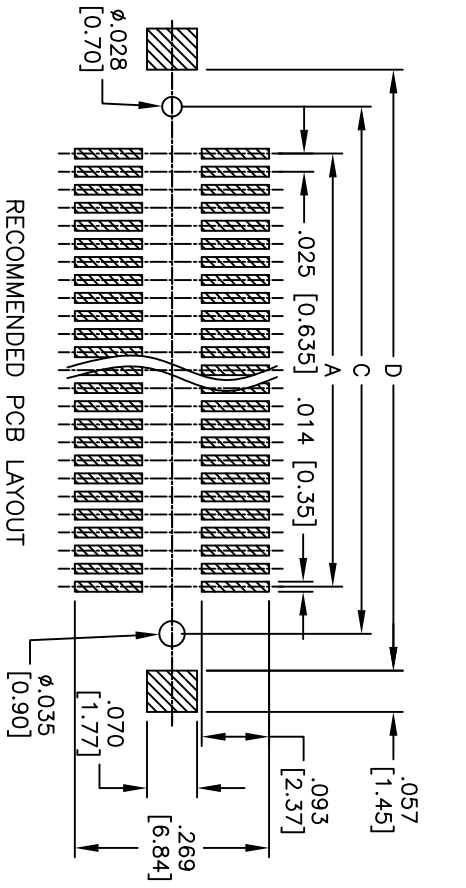 D
C
A
.025 [0.635]
.014 [0.35]
ø.028
[0.70]
.057
[1.45]
.093
[2.37]
.269
[6.84]
.070
[1.77]
ø.035
[0.90]
RECOMMENDED PCB LAYOUT